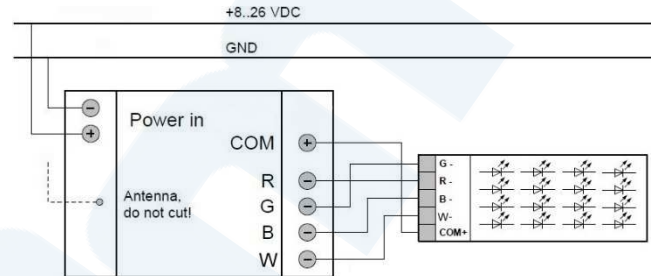 +8..26 VDC
GND
Power in
COM
R
G
B
W
Antenna,
do not cut!
G -
R -
B -
W-
COM+